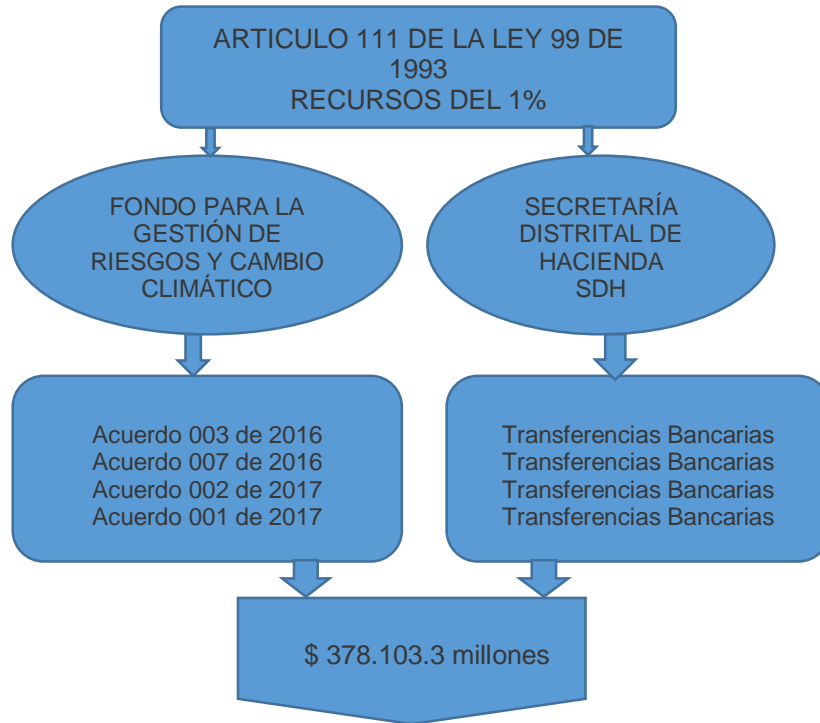 ARTICULO 111 DE LA LEY 99 DE
1993
RECURSOS DEL 1%
FONDO PARA LA
GESTIÓN DE
RIESGOS Y CAMBIO
CLIMÁTICO
SECRETARÍA
DISTRITAL DE
HACIENDA
SDH
Acuerdo 003 de 2016
Acuerdo 007 de 2016
Acuerdo 002 de 2017
Acuerdo 001 de 2017
Transferencias Bancarias
Transferencias Bancarias
Transferencias Bancarias
Transferencias Bancarias
$ 378.103.3 millones